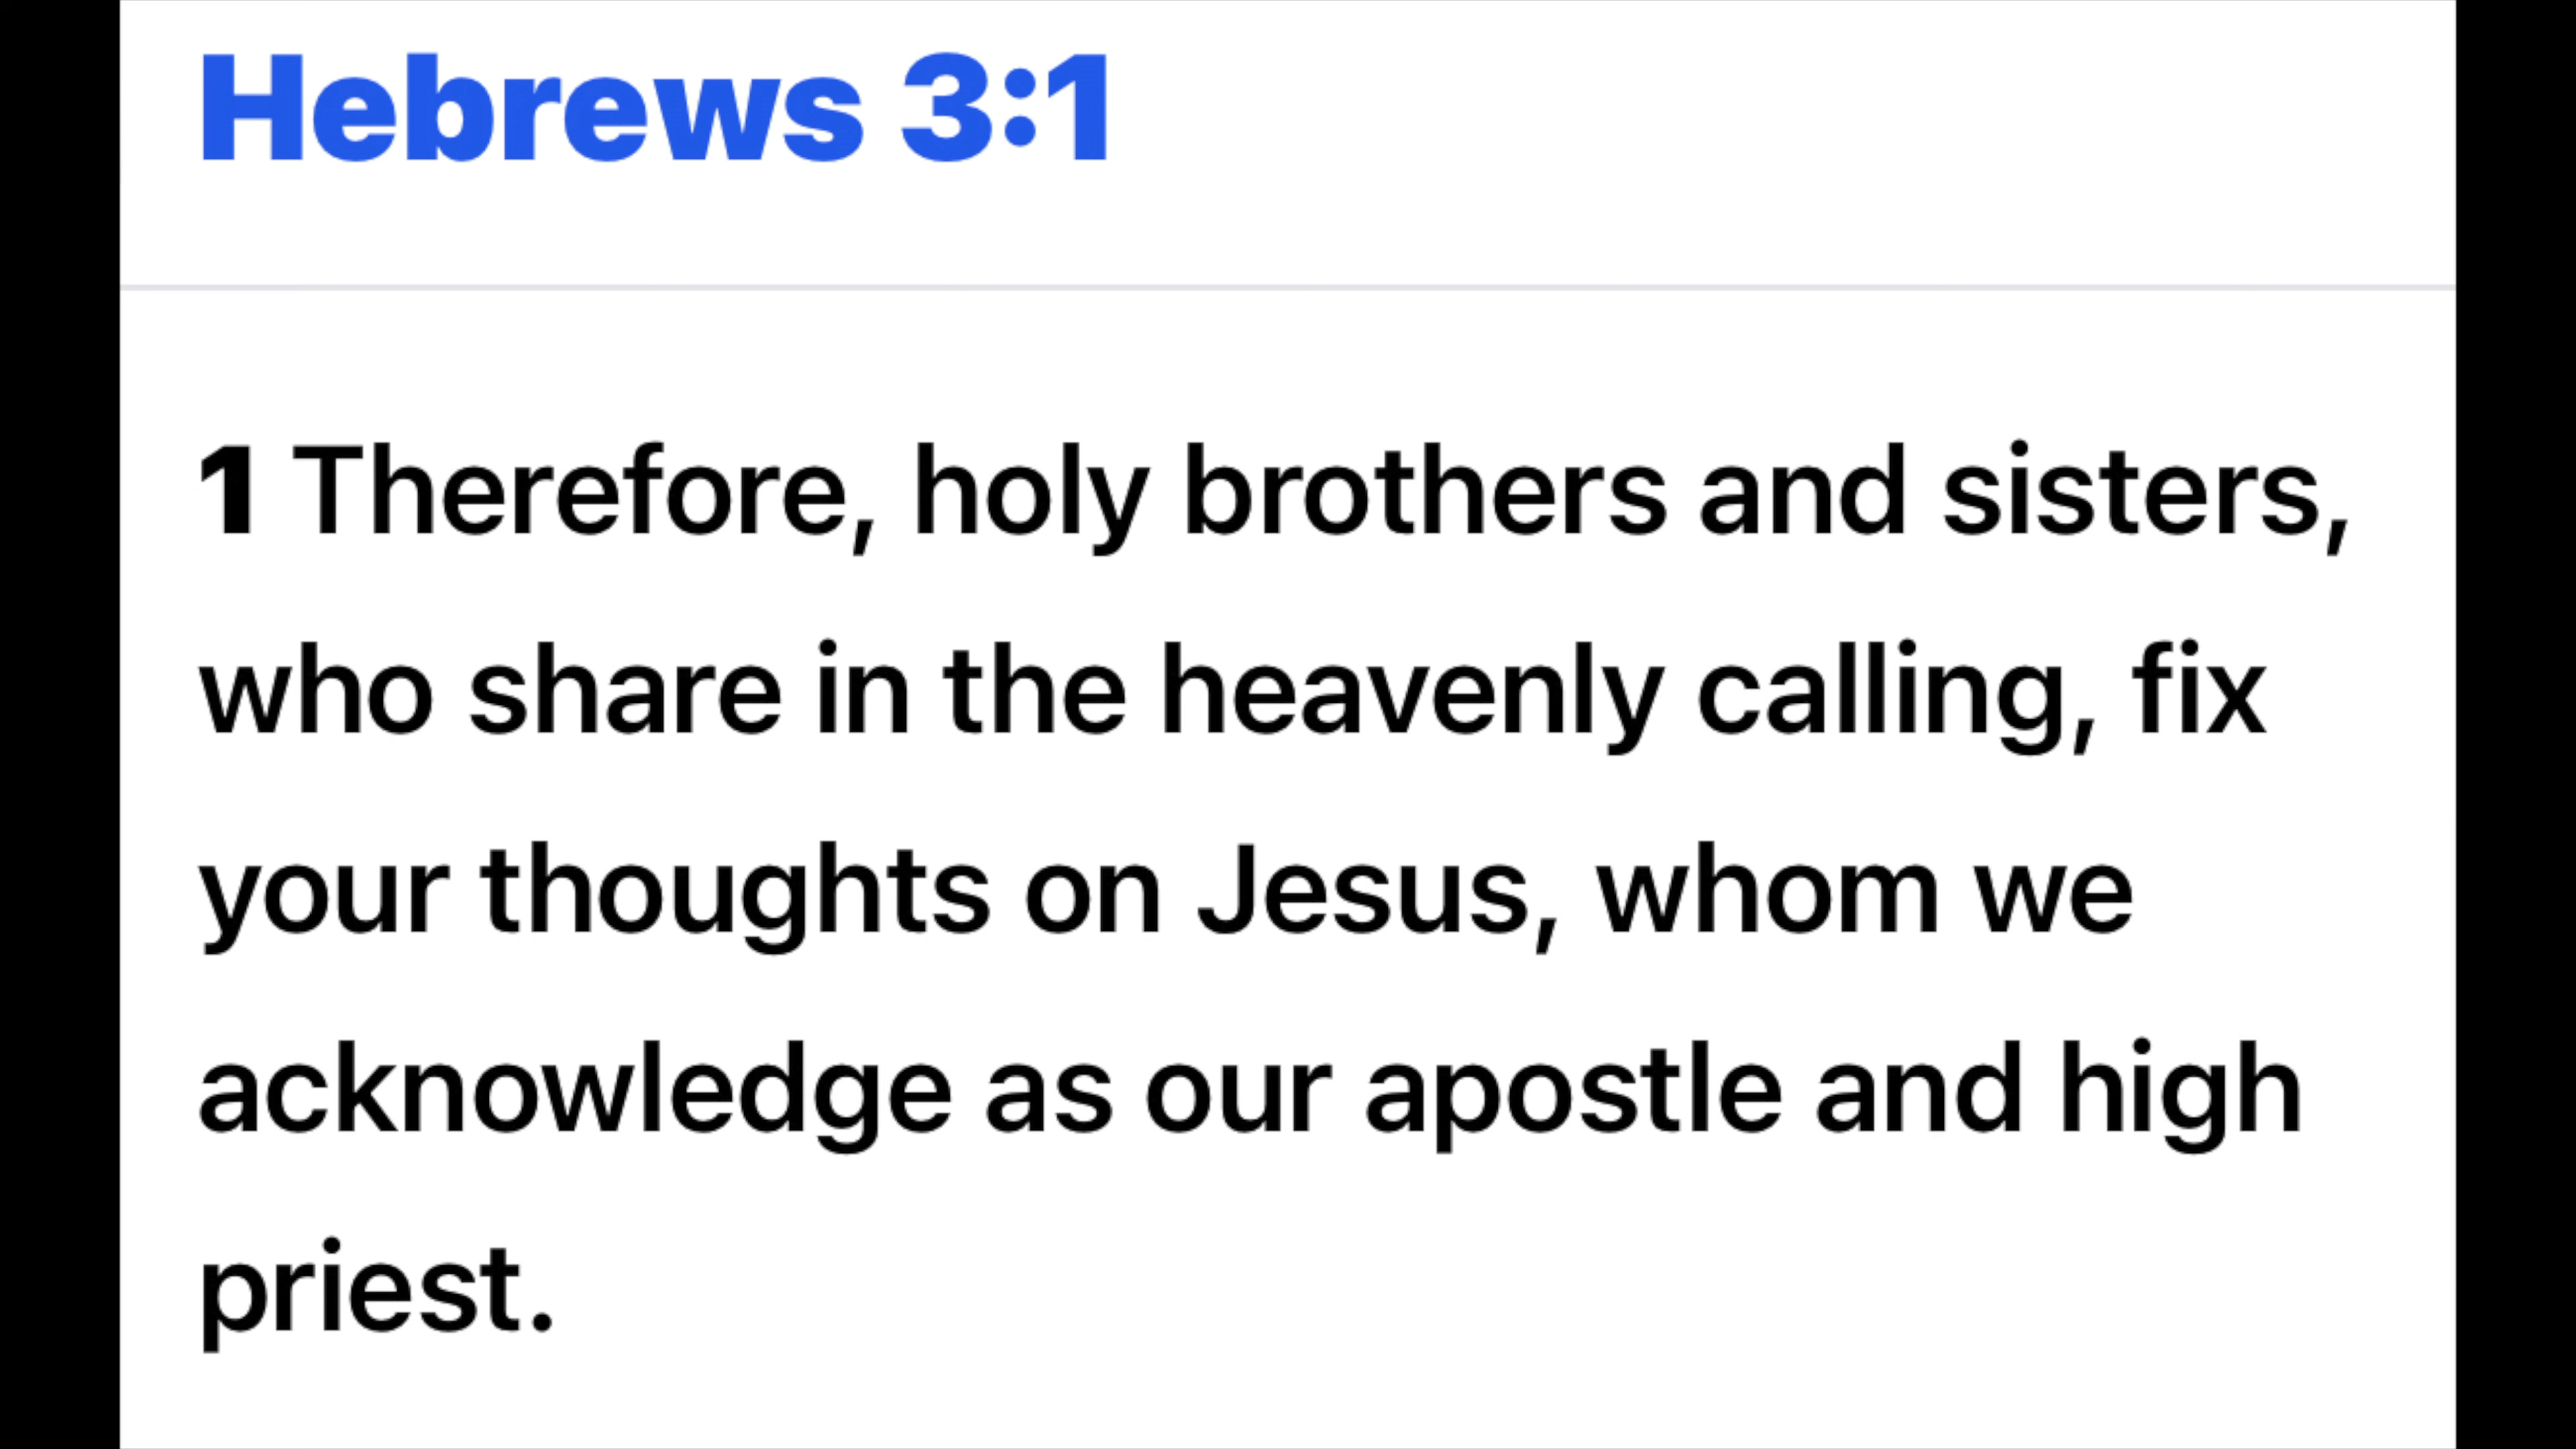 Hebrews 3:1
1 Therefore, holy brothers and sisters,
who share in the heavenly calling, fix
your thoughts on Jesus, whom we
acknowledge as our apostle and high
priest.